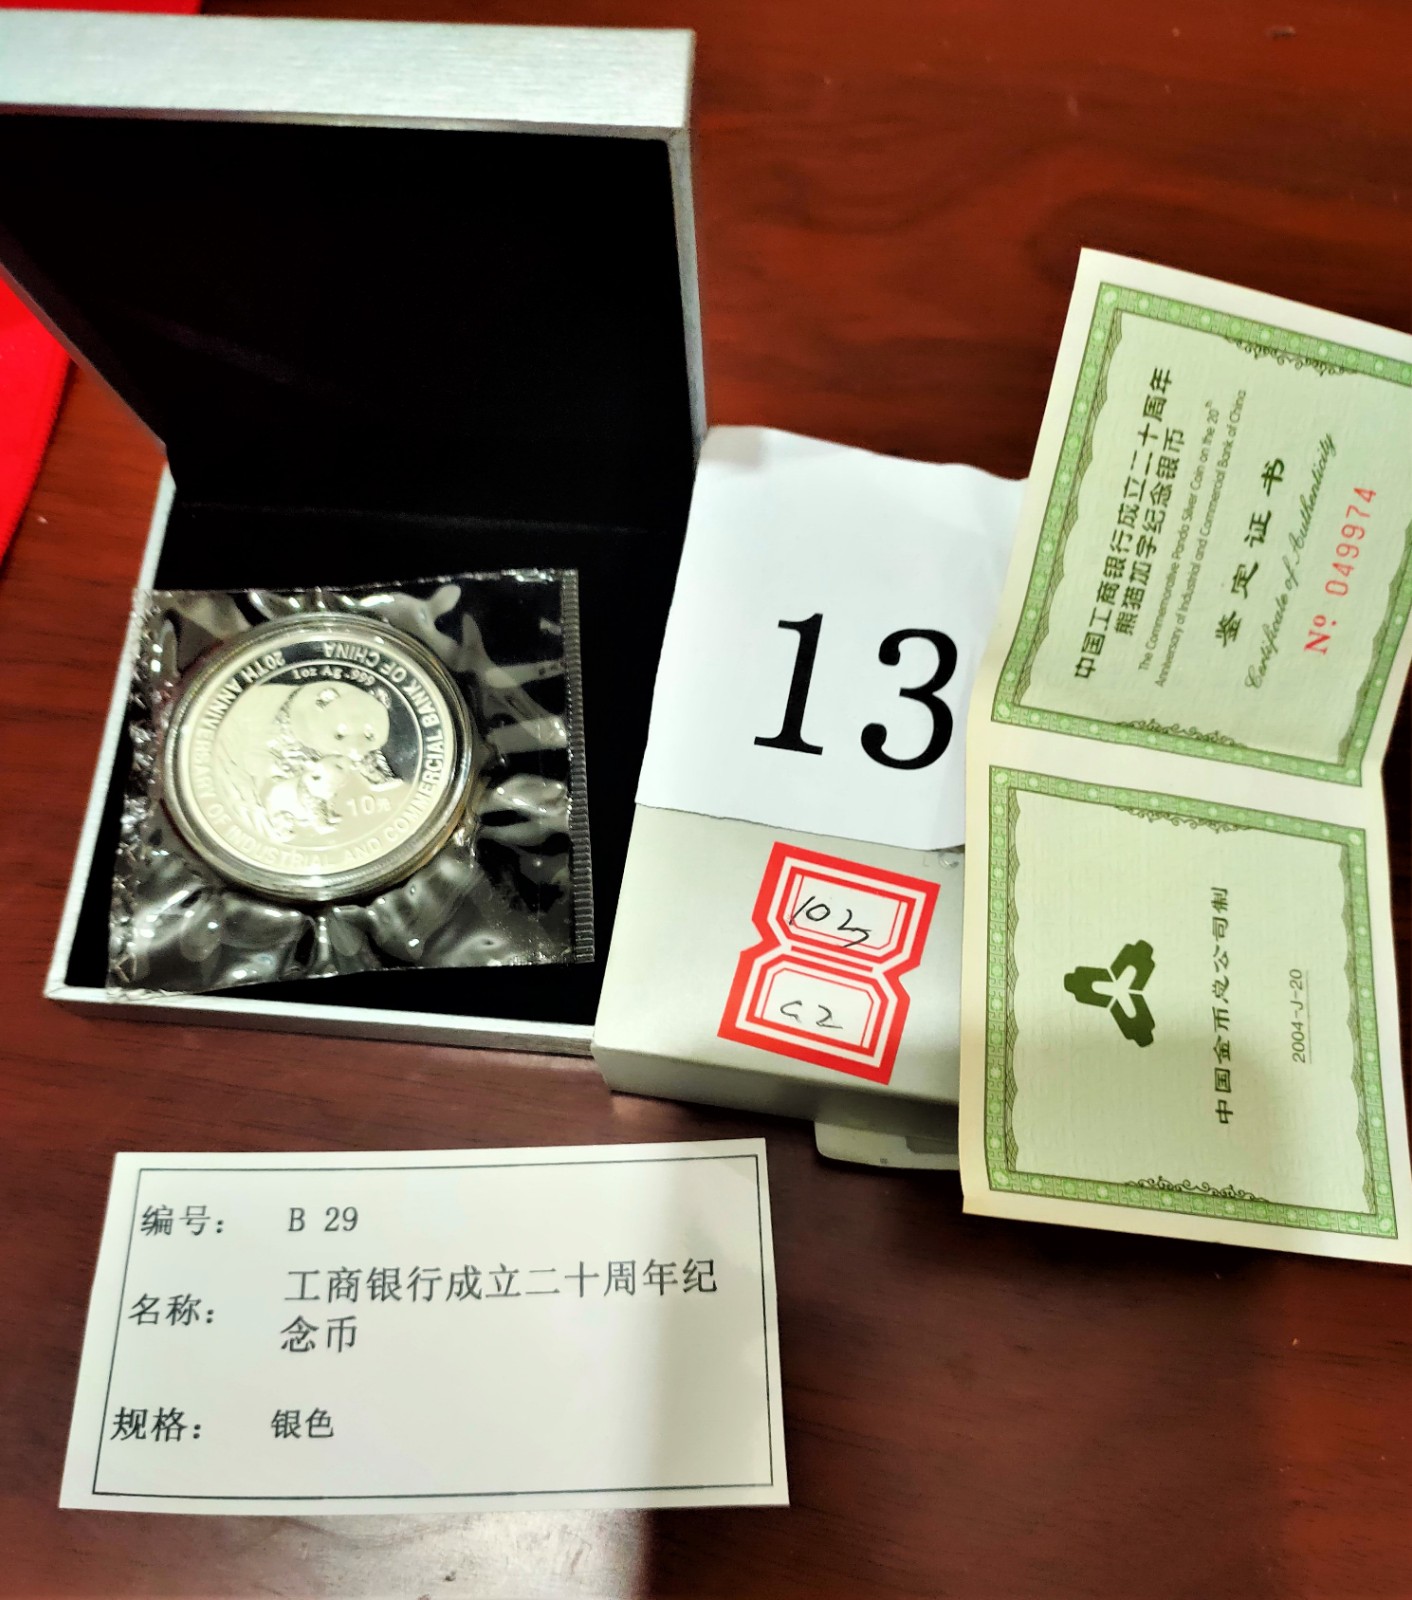 20TH ANNIVERSARY OF INDUSTRIAL AND COMMERCIAL BANK OF CHINA
1oz Ag .999
10元
13
102
C2
中国工商银行成立二十周年
熊猫加字纪念银币
The Commemorative Panda Silver Coin on the 20th
Anniversary of Industrial and Commercial Bank of China
鉴定证书
Certificate of Authenticity
Nº: 049974
中国金币总公司制
2004-J-20
编号： B 29
名称： 工商银行成立二十周年纪
念币
规格： 银色